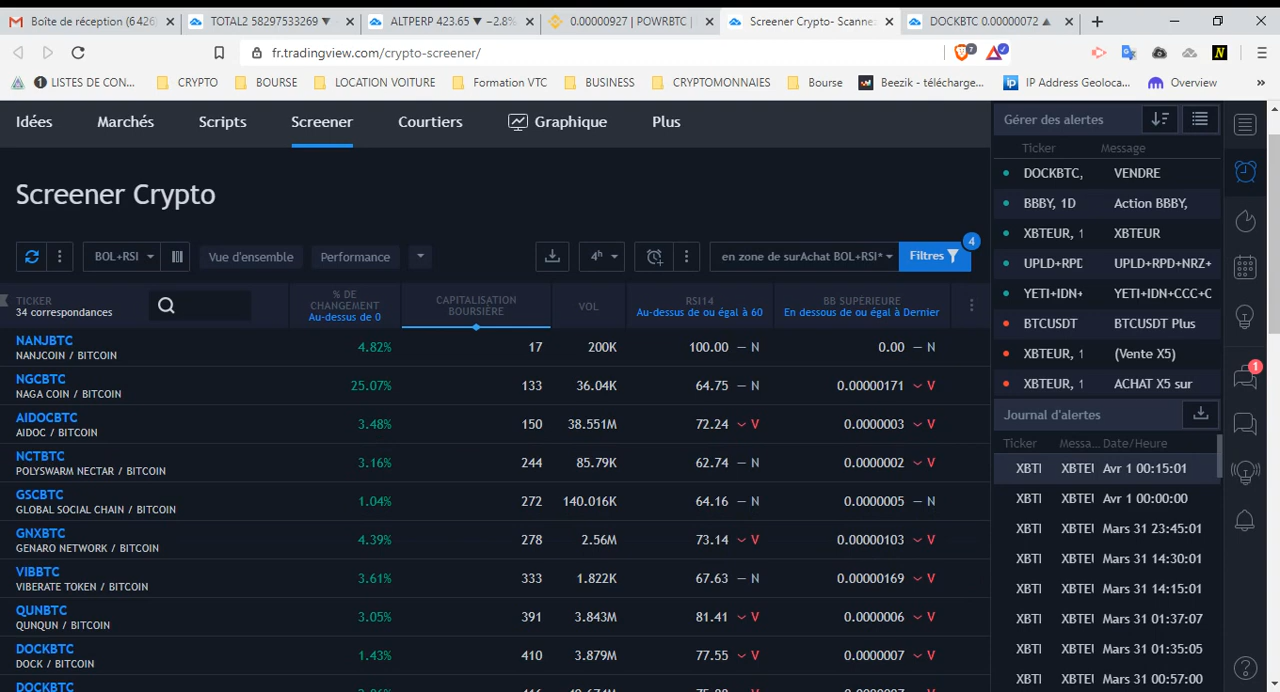 Boîte de réception (6426
TOTAL2 58297533269 ▼
ALTPERP 423.65 ▼ −2.8%
0.00000927 | POWRBTC |
Screener Crypto- Scanne
DOCKBTC 0.00000072 ▲
fr.tradingview.com/crypto-screener/
7
LISTES DE CON...
CRYPTO
BOURSE
LOCATION VOITURE
Formation VTC
BUSINESS
CRYPTOMONNAIES
Bourse
Beezik - télécharge...
IP Address Geoloca...
Overview
»
Idées
Marchés
Scripts
Screener
Courtiers
Graphique
Plus
Screener Crypto
BOL+RSI
Vue d'ensemble
Performance
4h
en zone de surAchat BOL+RSI*
Filtres
4
TICKER
34 correspondances
% DE
CHANGEMENT
Au-dessus de 0
CAPITALISATION
BOURSIÈRE
VOL
RSI14
Au-dessus de ou égal à 60
BB SUPÉRIEURE
En dessous de ou égal à Dernier
NANJBTC
NANJCOIN / BITCOIN
4.82% 17 200K 100.00 — N 0.00 — N
NGCBTC
NAGA COIN / BITCOIN
25.07% 133 36.04K 64.75 — N 0.00000171 V
AIDOCBTC
AIDOC / BITCOIN
3.48% 150 38.551M 72.24 V 0.0000003 V
NCTBTC
POLYSWARM NECTAR / BITCOIN
3.16% 244 85.79K 62.74 — N 0.0000002 V
GSCBTC
GLOBAL SOCIAL CHAIN / BITCOIN
1.04% 272 140.016K 64.16 — N 0.0000005 — N
GNXBTC
GENARO NETWORK / BITCOIN
4.39% 278 2.56M 73.14 V 0.00000103 V
VIBBTC
VIBERATE TOKEN / BITCOIN
3.61% 333 1.822K 67.63 — N 0.00000169 V
QUNBTC
QUNQUN / BITCOIN
3.05% 391 3.843M 81.41 V 0.0000006 V
DOCKBTC
DOCK / BITCOIN
1.43% 410 3.879M 77.55 V 0.0000007 V
DOCKBTC
Gérer des alertes
Ticker Message
DOCKBTC, VENDRE
BBBY, 1D Action BBBY,
XBTEUR, 1 XBTEUR
UPLD+RPD UPLD+RPD+NRZ+
YETI+IDN+ YETI+IDN+CCC+C
BTCUSDT BTCUSDT Plus
XBTEUR, 1 (Vente X5)
XBTEUR, 1 ACHAT X5 sur
Journal d'alertes
Ticker Messa... Date/Heure
XBTI XBTEU Avr 1 00:15:01
XBTI XBTEU Avr 1 00:00:00
XBTI XBTEU Mars 31 23:45:01
XBTI XBTEU Mars 31 14:30:01
XBTI XBTEU Mars 31 14:15:01
XBTI XBTEU Mars 31 01:37:07
XBTI XBTEU Mars 31 01:35:05
XBTI XBTEU Mars 31 00:57:00
1